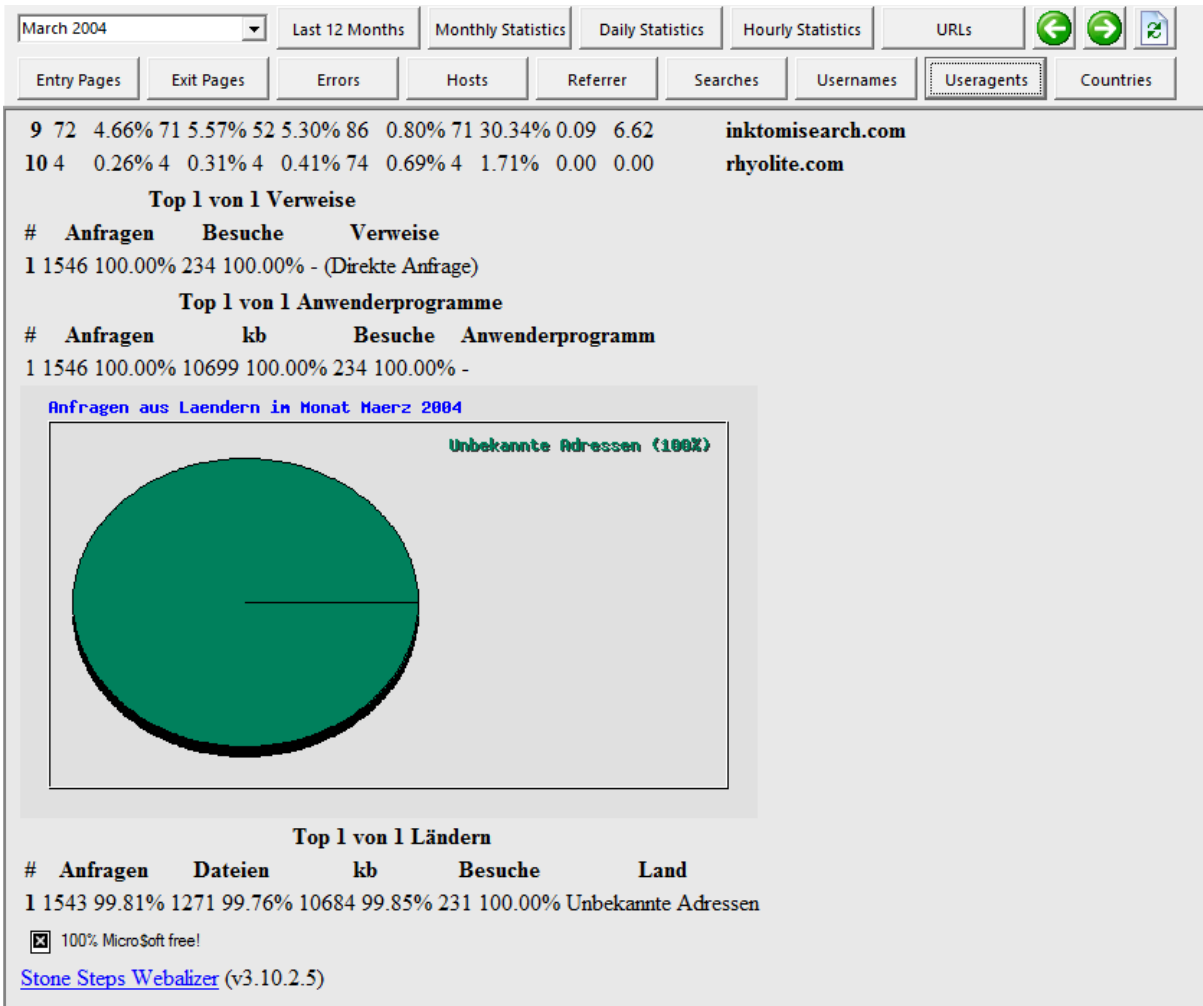 March 2004 Last 12 Months Monthly Statistics Daily Statistics Hourly Statistics URLs
Entry Pages Exit Pages Errors Hosts Referrer Searches Usernames Useragents Countries
9 72 4.66% 71 5.57% 52 5.30% 86 0.80% 71 30.34% 0.09 6.62 inktomisearch.com
10 4 0.26% 4 0.31% 4 0.41% 74 0.69% 4 1.71% 0.00 0.00 rhyolite.com
Top 1 von 1 Verweise
# Anfragen Besuche Verweise
1 1546 100.00% 234 100.00% - (Direkte Anfrage)
Top 1 von 1 Anwenderprogramme
# Anfragen kb Besuche Anwenderprogramm
1 1546 100.00% 10699 100.00% 234 100.00% -
Anfragen aus Laendern im Monat Maerz 2004
Unbekannte Adressen (100%)
Top 1 von 1 Ländern
# Anfragen Dateien kb Besuche Land
1 1543 99.81% 1271 99.76% 10684 99.85% 231 100.00% Unbekannte Adressen
100% Micro$oft free!
Stone Steps Webalizer (v3.10.2.5)